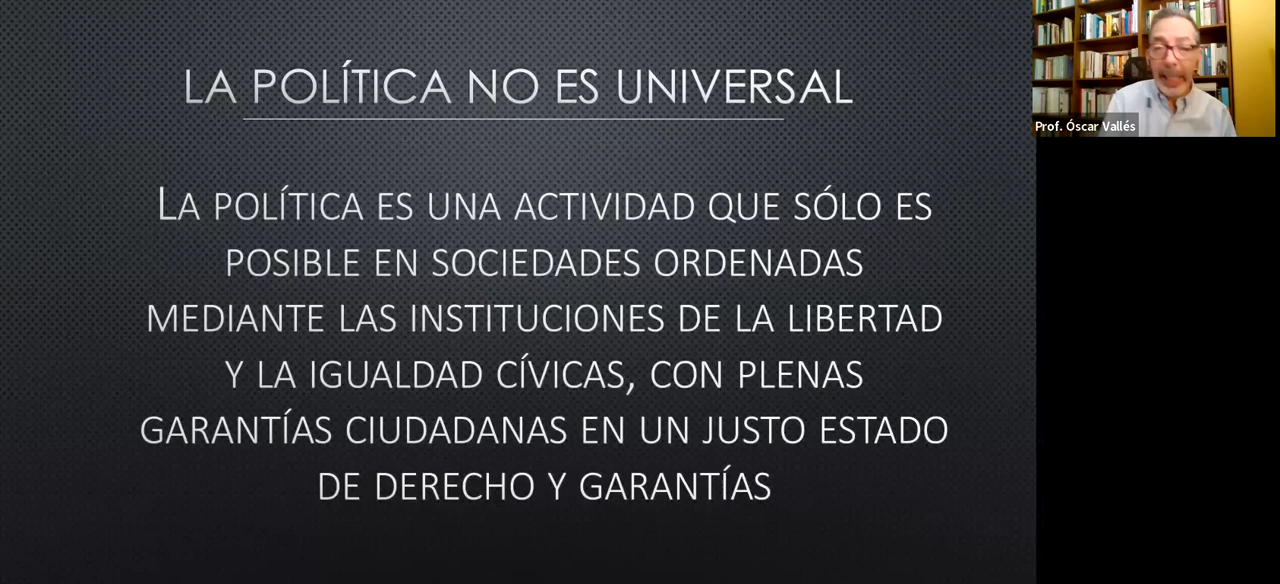 LA POLÍTICA NO ES UNIVERSAL
LA POLÍTICA ES UNA ACTIVIDAD QUE SÓLO ES
POSIBLE EN SOCIEDADES ORDENADAS
MEDIANTE LAS INSTITUCIONES DE LA LIBERTAD
Y LA IGUALDAD CÍVICAS, CON PLENAS
GARANTÍAS CIUDADANAS EN UN JUSTO ESTADO
DE DERECHO Y GARANTÍAS
Prof. Óscar Vallés